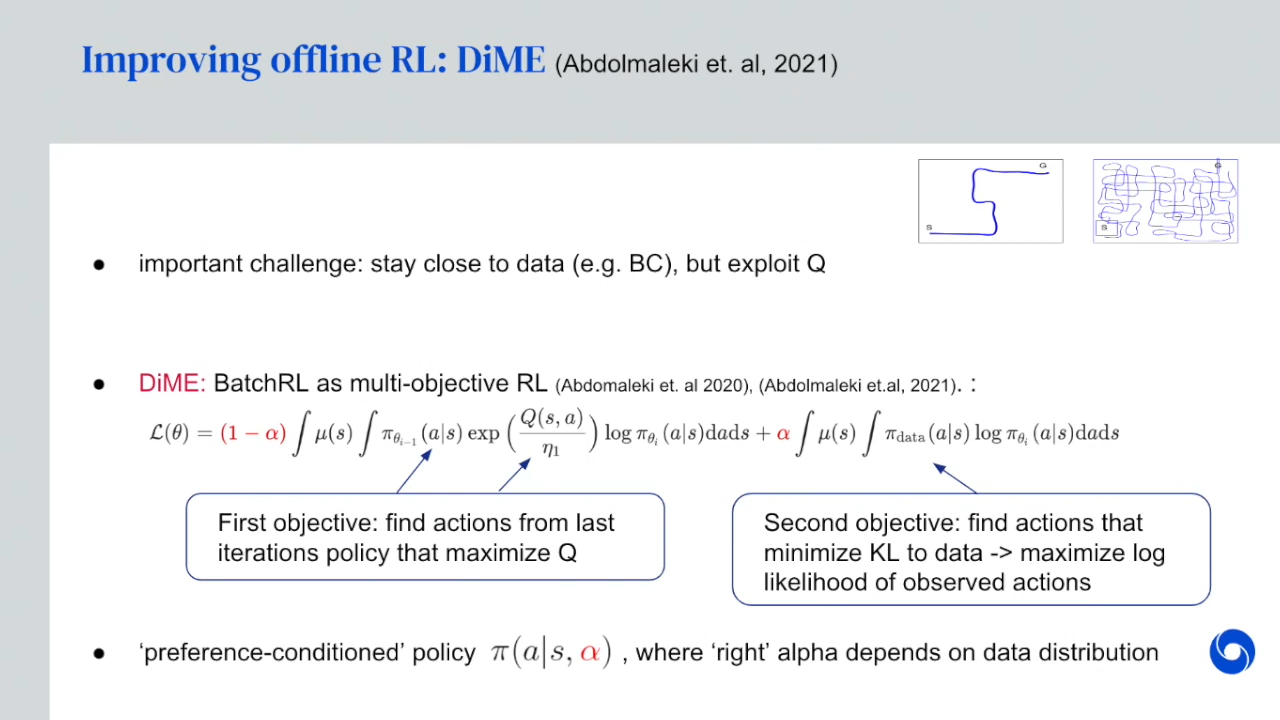 Improving offline RL: DiME (Abdolmaleki et. al, 2021)
G
S
G
S
● important challenge: stay close to data (e.g. BC), but exploit Q
● DiME: BatchRL as multi-objective RL (Abdomaleki et. al 2020), (Abdolmaleki et.al, 2021). :
ℒ(θ) = (1 − α) ∫ μ(s) ∫ π_{θ_{i−1}}(a|s) exp (Q(s, a)/η₁) log π_{θ_i}(a|s)dads + α ∫ μ(s) ∫ π_data(a|s) log π_{θ_i}(a|s)dads
First objective: find actions from last
iterations policy that maximize Q
Second objective: find actions that
minimize KL to data -> maximize log
likelihood of observed actions
● ‘preference-conditioned’ policy π(a|s, α) , where ‘right’ alpha depends on data distribution